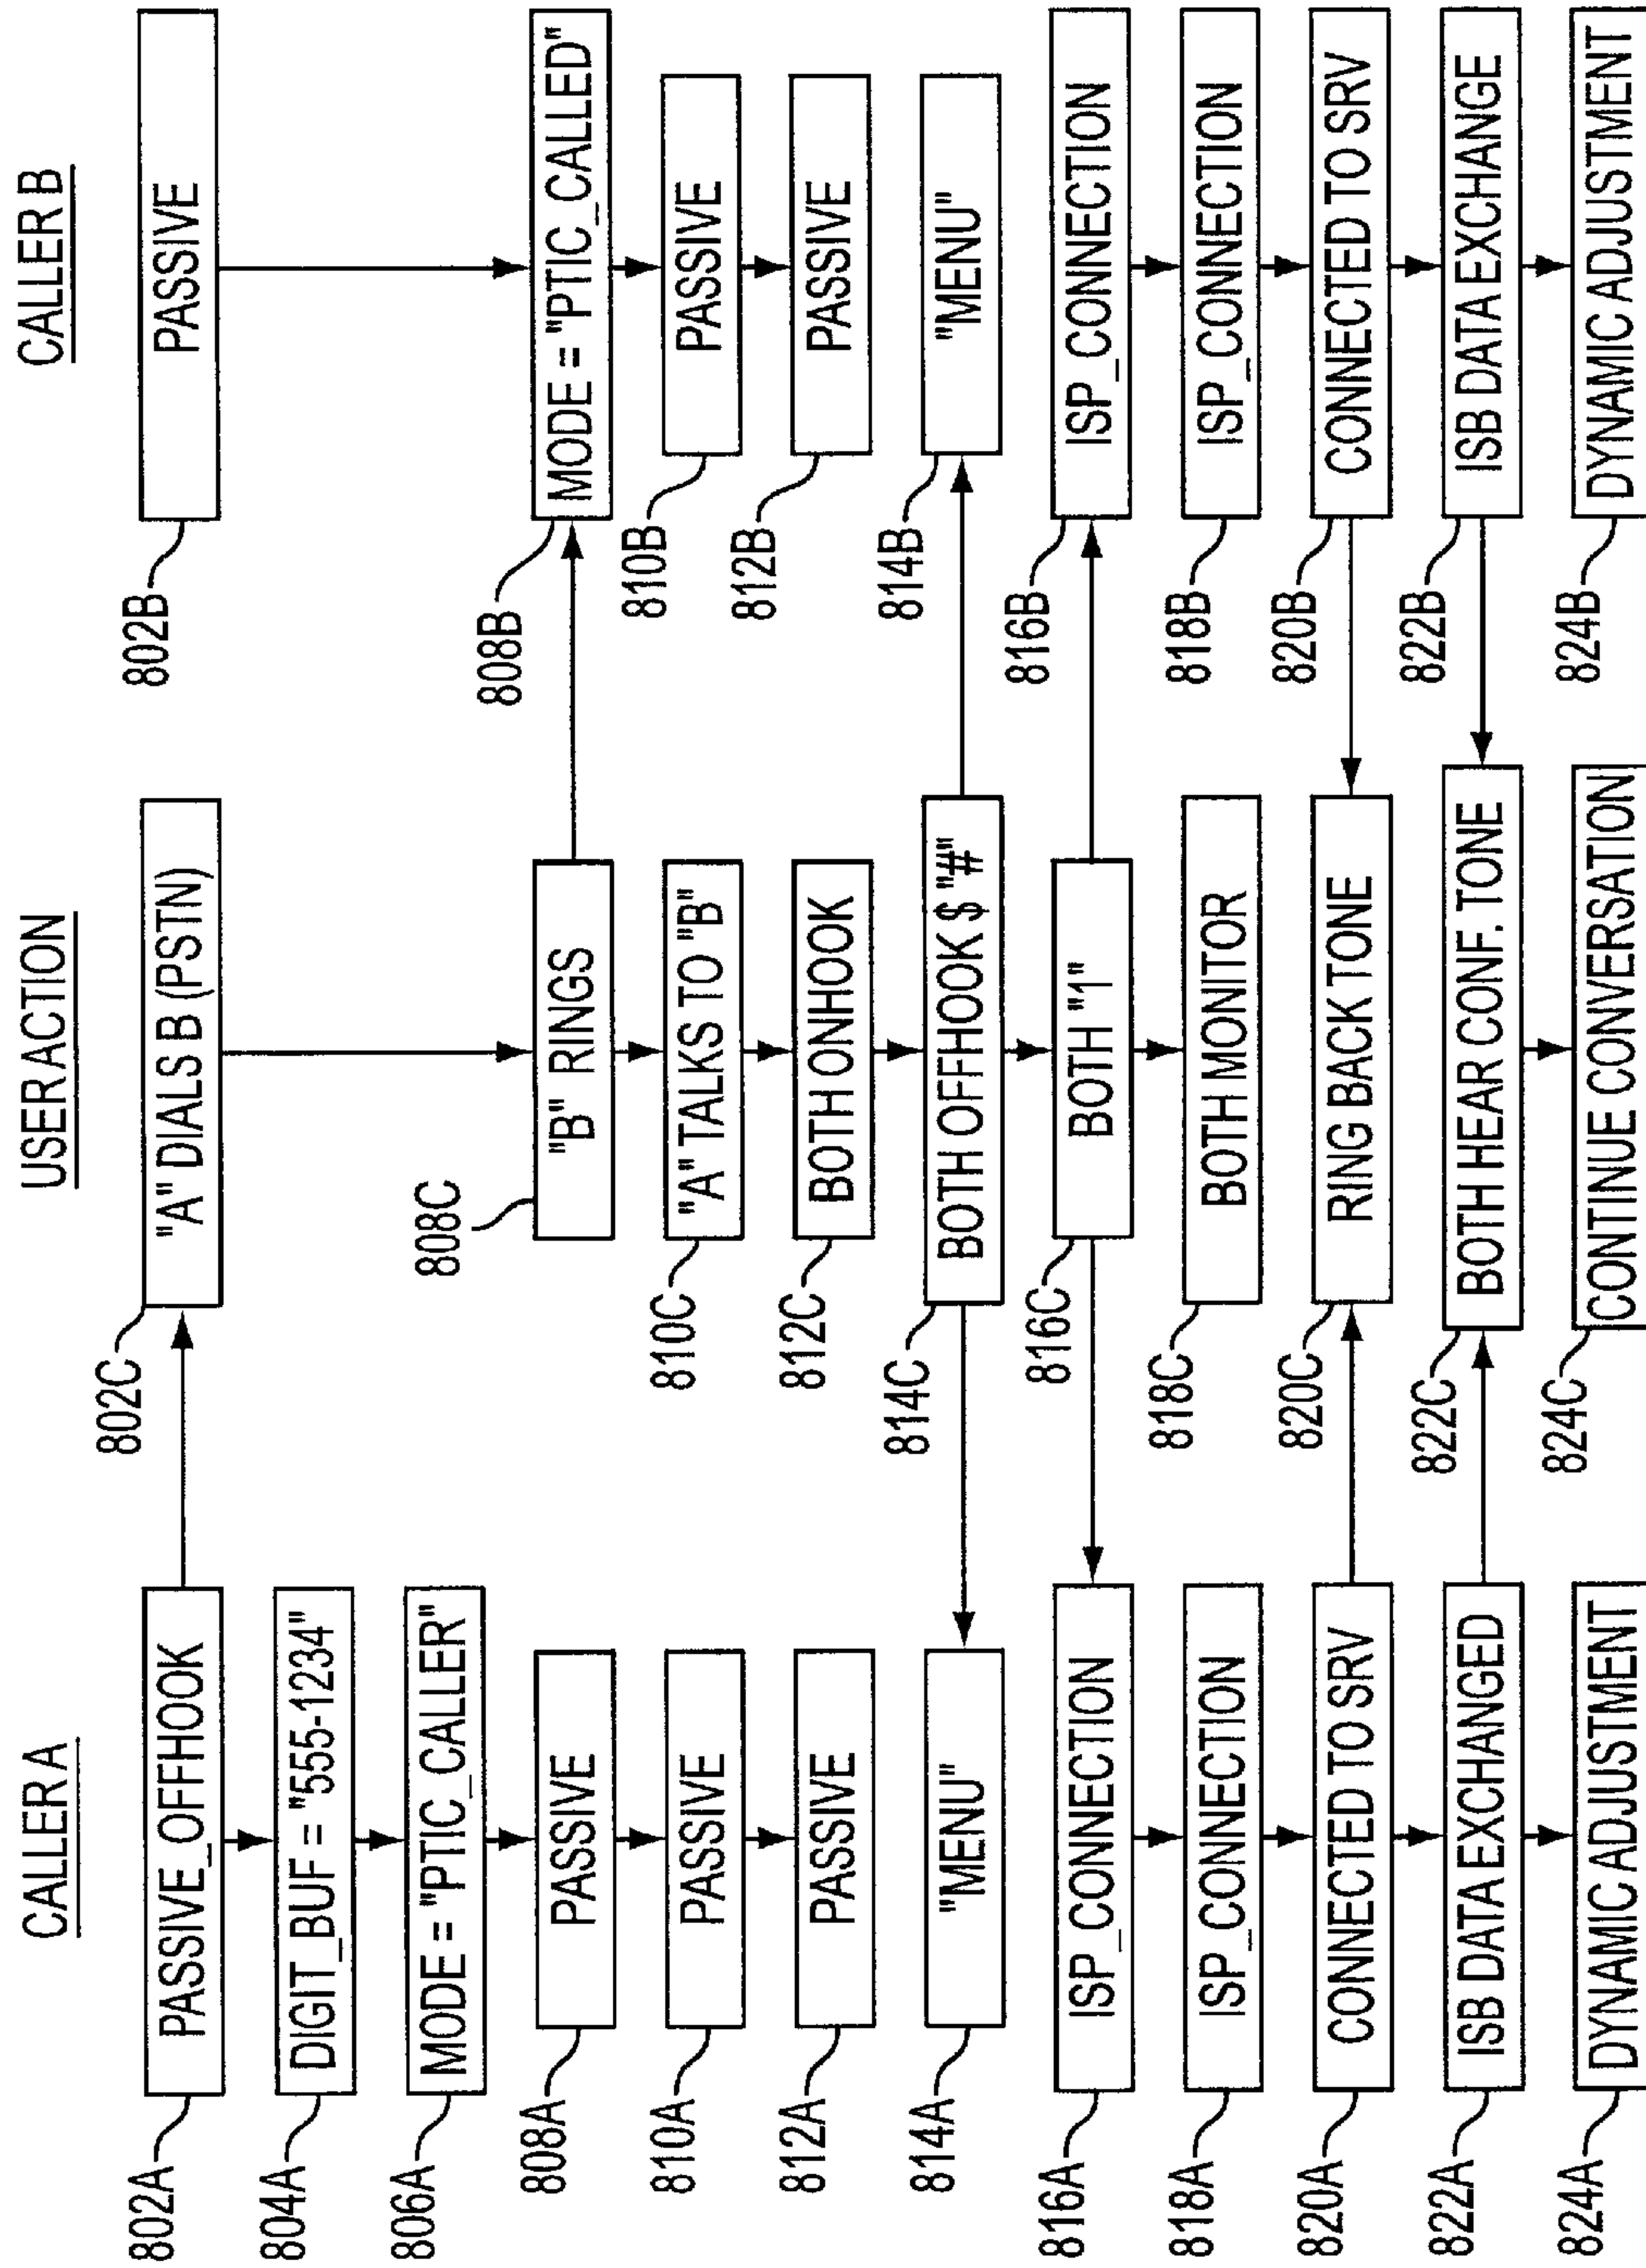 CALLER A
USER ACTION
CALLER B
802A
PASSIVE_OFFHOOK
802C
"A" DIALS B (PSTN)
802B
PASSIVE
804A
DIGIT_BUF = "555-1234"
806A
MODE = "PTIC_CALLER"
808A
PASSIVE
808C
"B" RINGS
808B
MODE = "PTIC_CALLED"
810A
PASSIVE
810C
"A" TALKS TO "B"
810B
PASSIVE
812A
PASSIVE
812C
BOTH ONHOOK
812B
PASSIVE
814A
"MENU"
814C
BOTH OFFHOOK $ "#"
814B
"MENU"
816A
ISP_CONNECTION
816C
BOTH "1"
816B
ISP_CONNECTION
818A
ISP_CONNECTION
818C
BOTH MONITOR
818B
ISP_CONNECTION
820A
CONNECTED TO SRV
820C
RING BACK TONE
820B
CONNECTED TO SRV
822A
ISB DATA EXCHANGED
822C
BOTH HEAR CONF. TONE
822B
ISB DATA EXCHANGE
824A
DYNAMIC ADJUSTMENT
824C
CONTINUE CONVERSATION
824B
DYNAMIC ADJUSTMENT